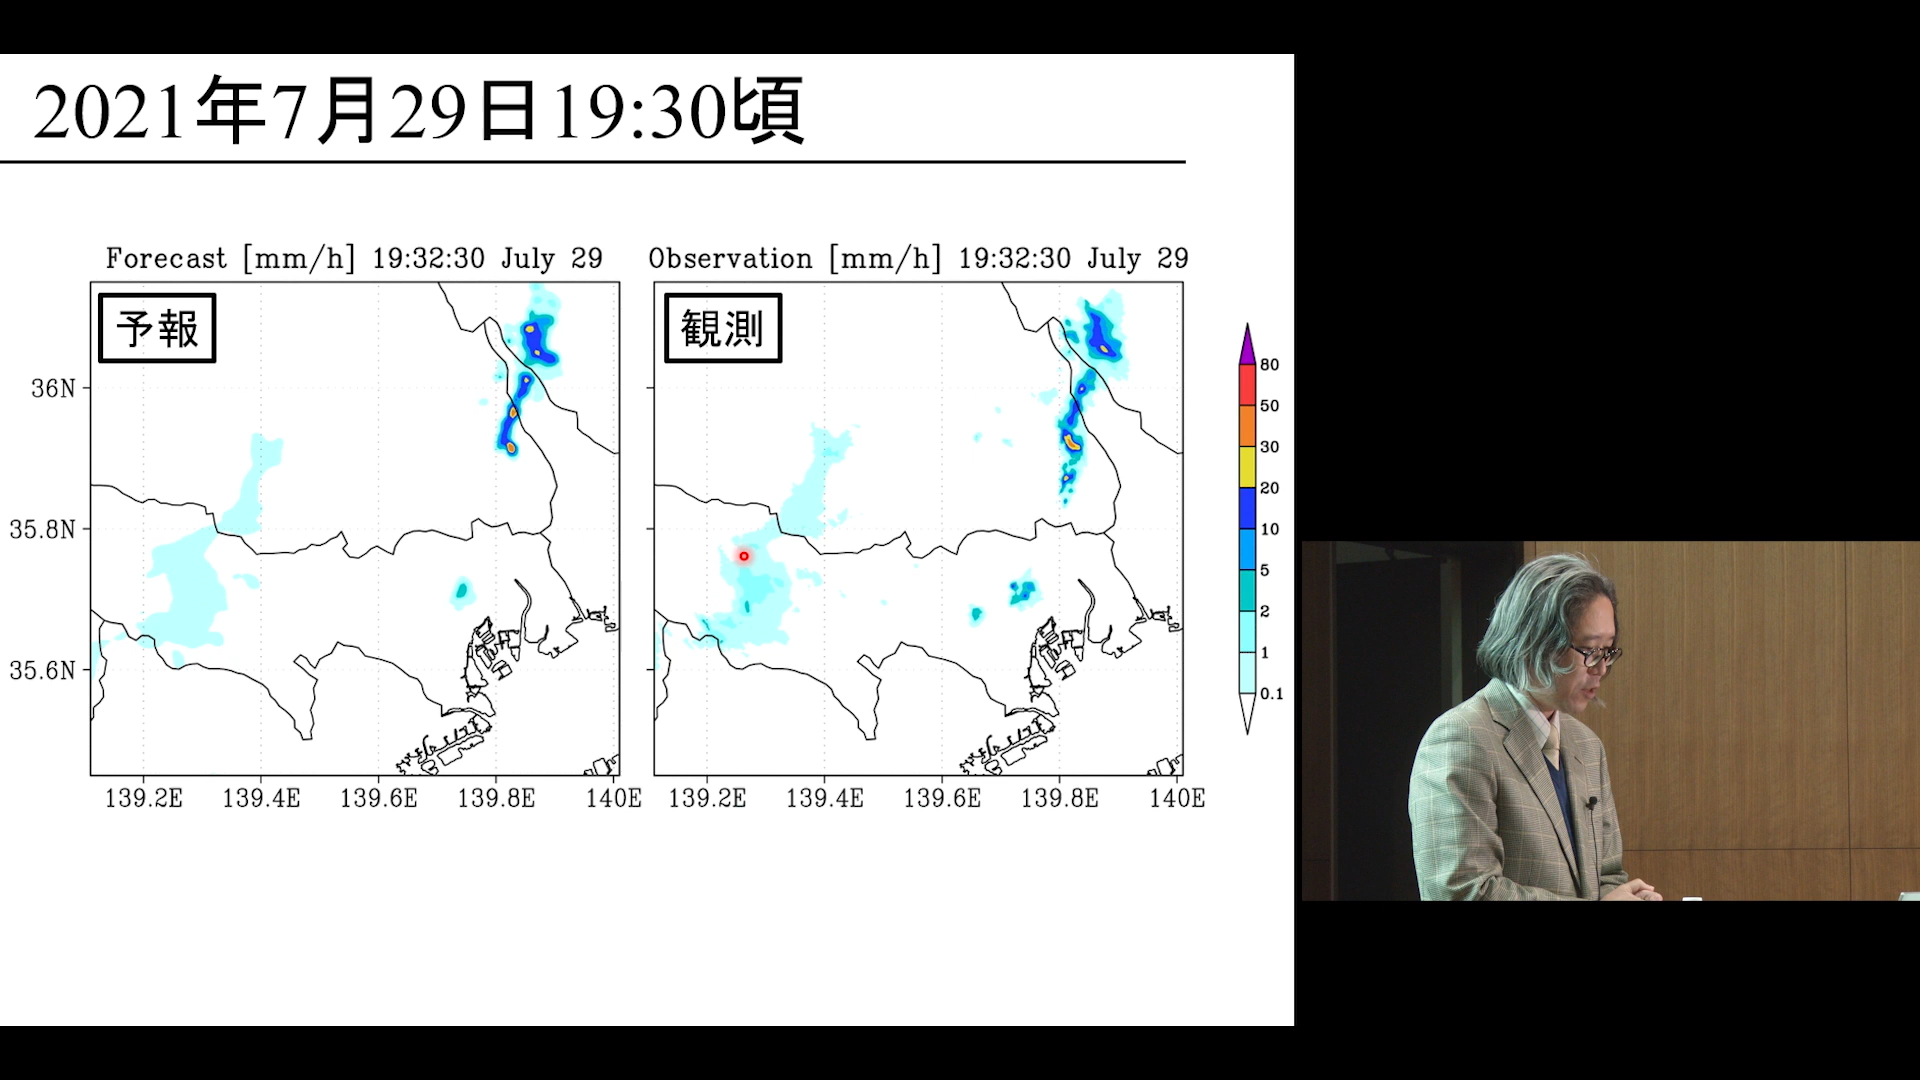 2021年7月29日19:30頃
Forecast [mm/h] 19:32:30 July 29
予報
36N
35.8N
35.6N
139.2E 139.4E 139.6E 139.8E 140E
Observation [mm/h] 19:32:30 July 29
観測
139.2E 139.4E 139.6E 139.8E 140E
80
50
30
20
10
5
2
1
0.1